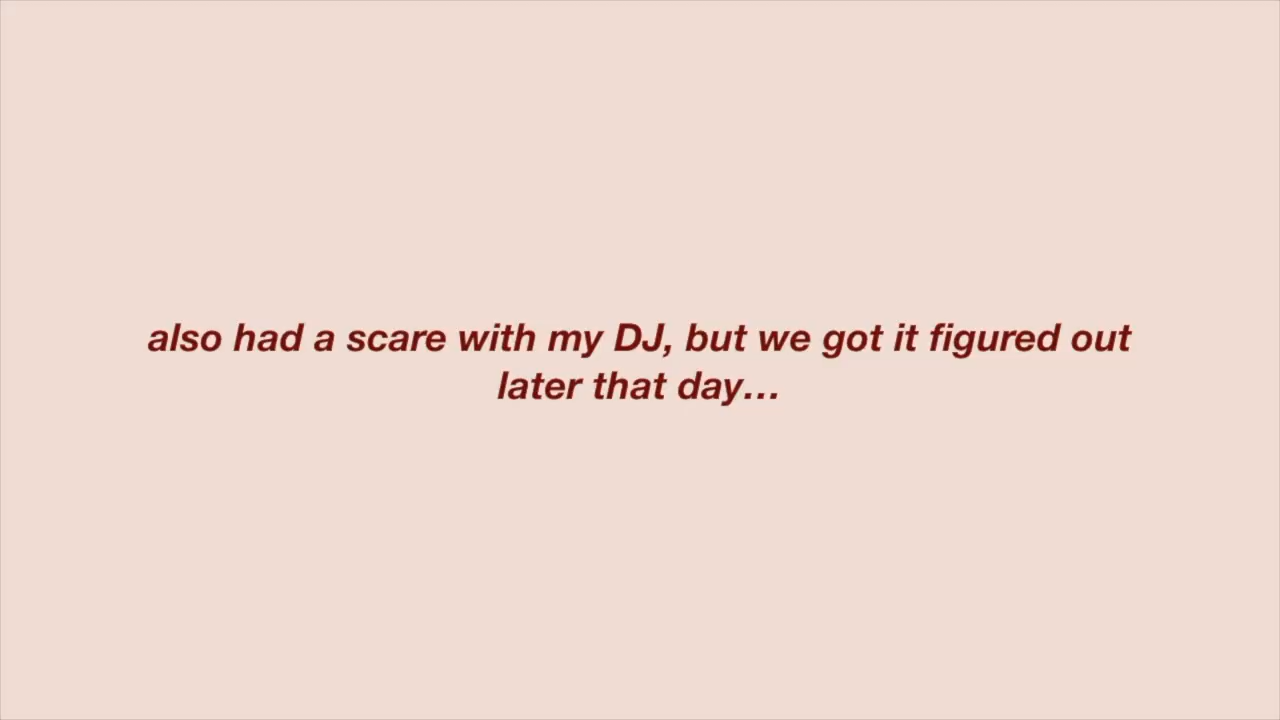 also had a scare with my DJ, but we got it figured out
later that day…